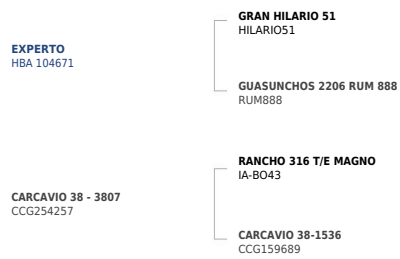 GRAN HILARIO 51
HILARIO51
EXPERTO
HBA 104671
GUASUNCHOS 2206 RUM 888
RUM888
RANCHO 316 T/E MAGNO
IA-BO43
CARCAVIO 38 - 3807
CCG254257
CARCAVIO 38-1536
CCG159689